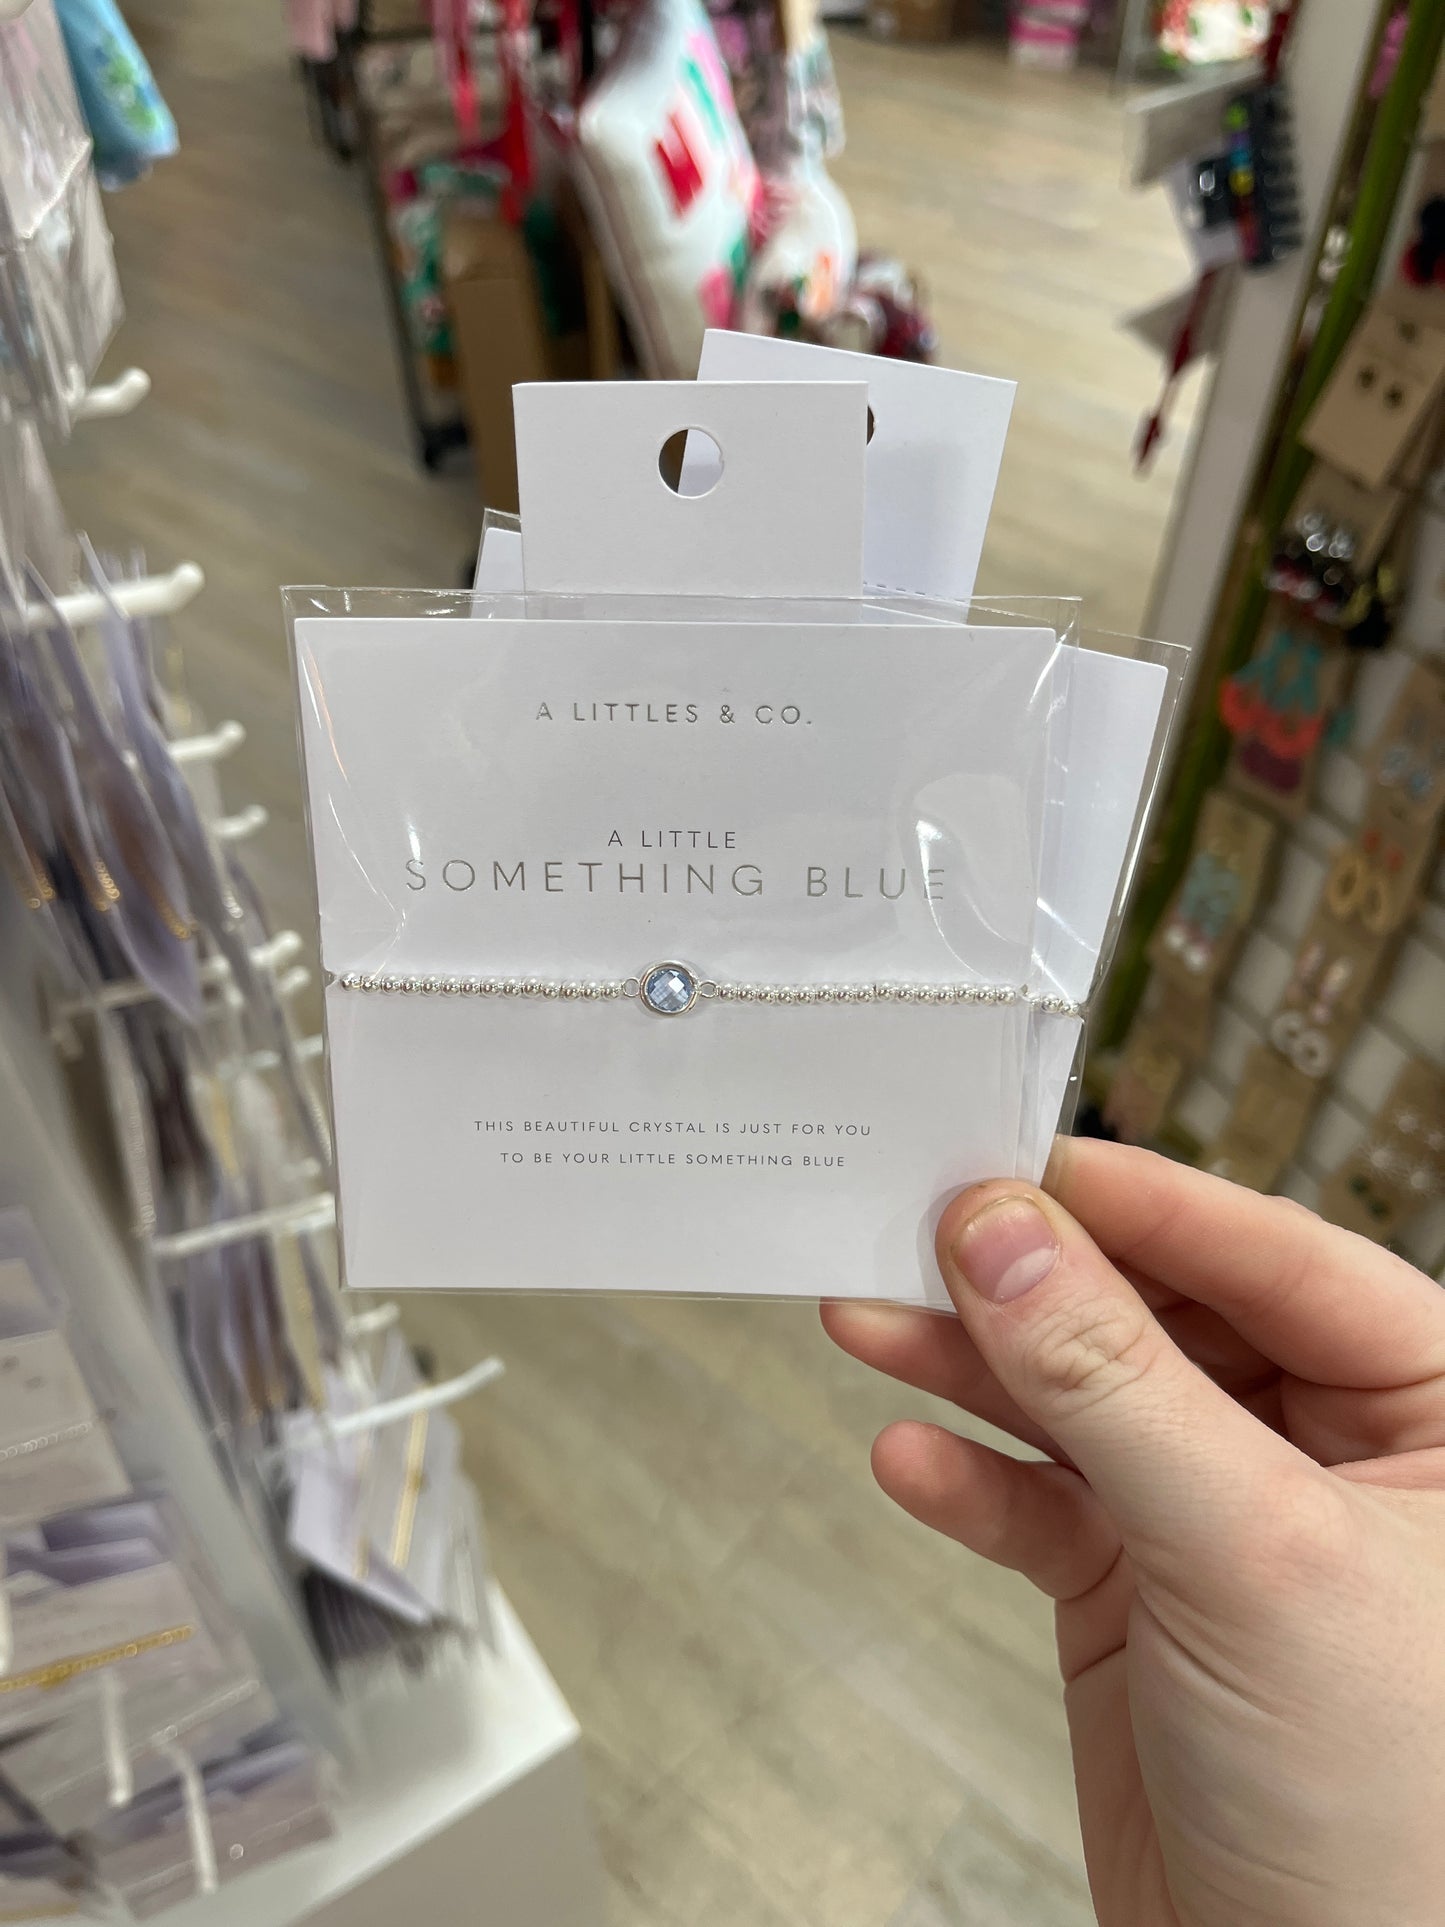 A LITTLES & CO.
A LITTLE
SOMETHING BLUE
THIS BEAUTIFUL CRYSTAL IS JUST FOR YOU
TO BE YOUR LITTLE SOMETHING BLUE